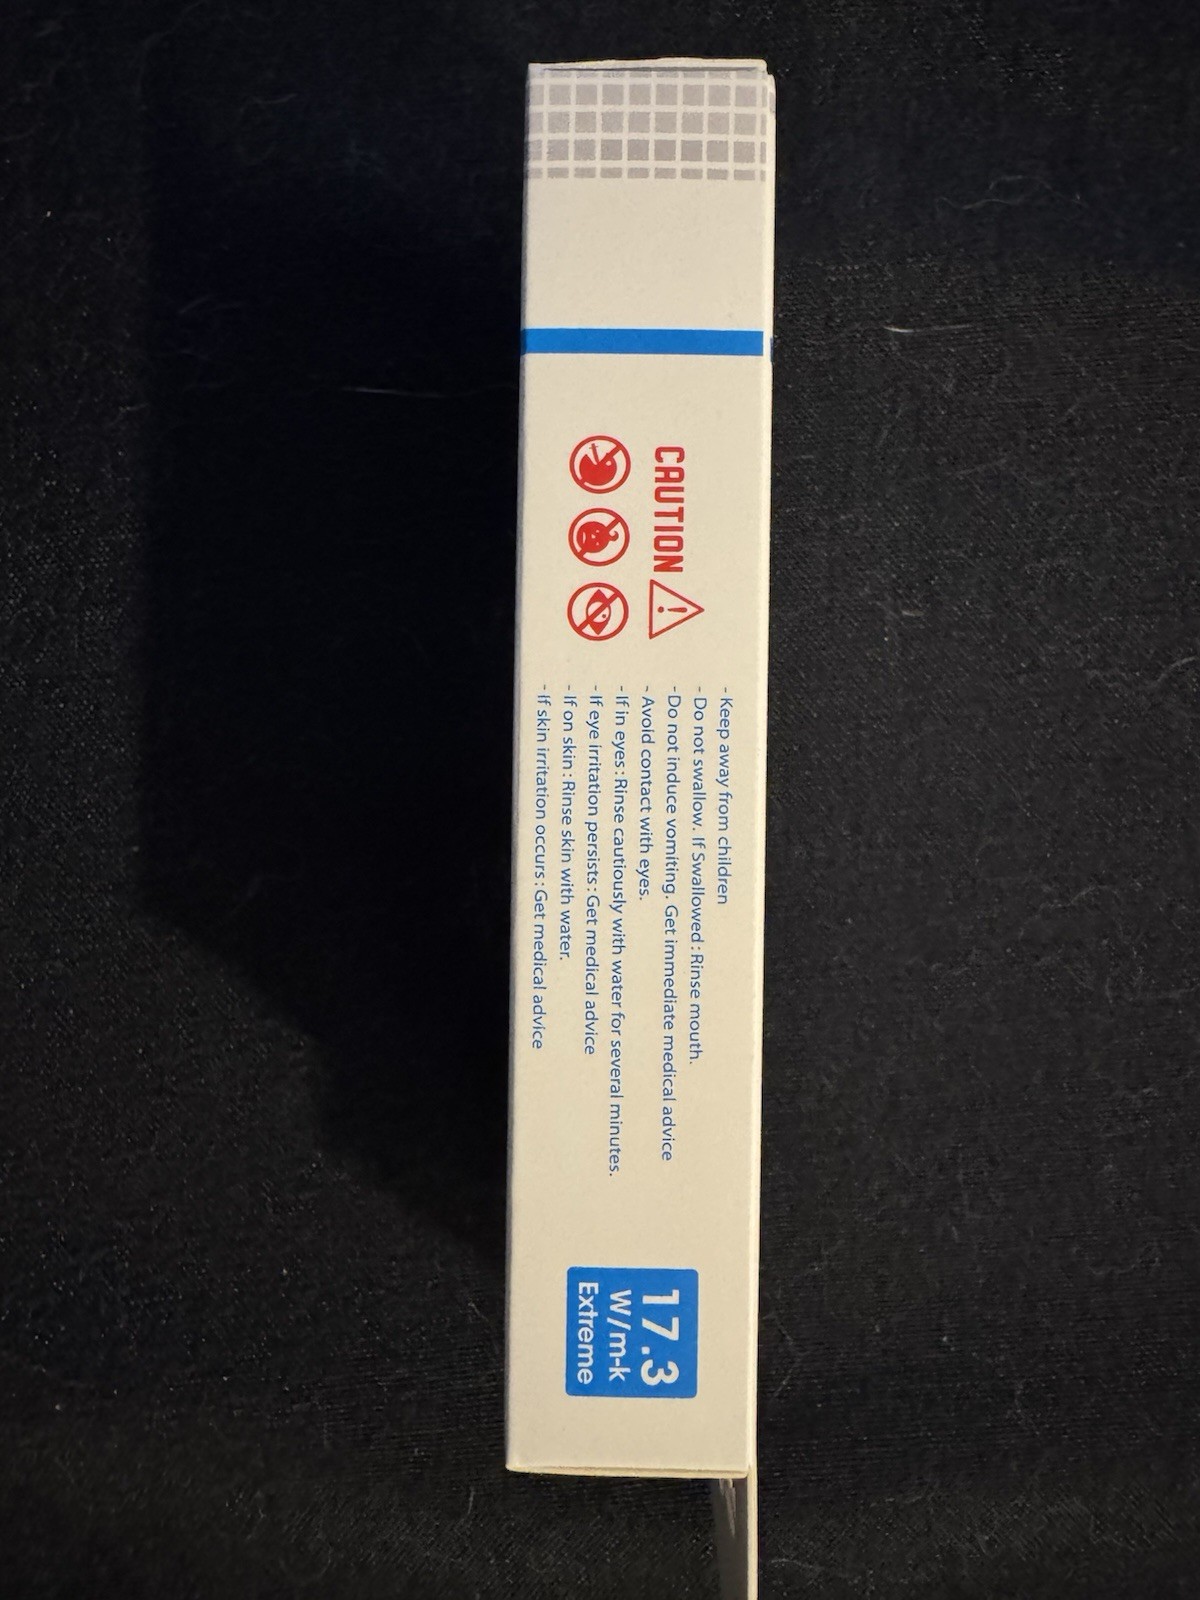 CAUTION
- Keep away from children
- Do not swallow. If Swallowed : Rinse mouth.
- Do not induce vomiting. Get immediate medical advice
- Avoid contact with eyes.
- If in eyes : Rinse cautiously with water for several minutes.
- If eye irritation persists : Get medical advice
- If on skin : Rinse skin with water.
- If skin irritation occurs : Get medical advice
17.3
W/m-k
Extreme